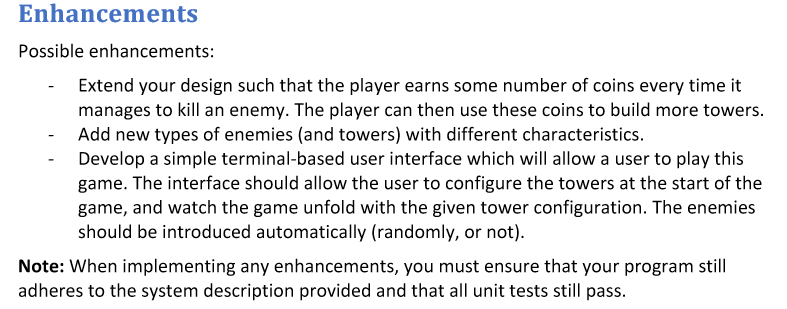 Enhancements
Possible enhancements:
- Extend your design such that the player earns some number of coins every time it
manages to kill an enemy. The player can then use these coins to build more towers.
- Add new types of enemies (and towers) with different characteristics.
- Develop a simple terminal-based user interface which will allow a user to play this
game. The interface should allow the user to configure the towers at the start of the
game, and watch the game unfold with the given tower configuration. The enemies
should be introduced automatically (randomly, or not).
Note: When implementing any enhancements, you must ensure that your program still
adheres to the system description provided and that all unit tests still pass.